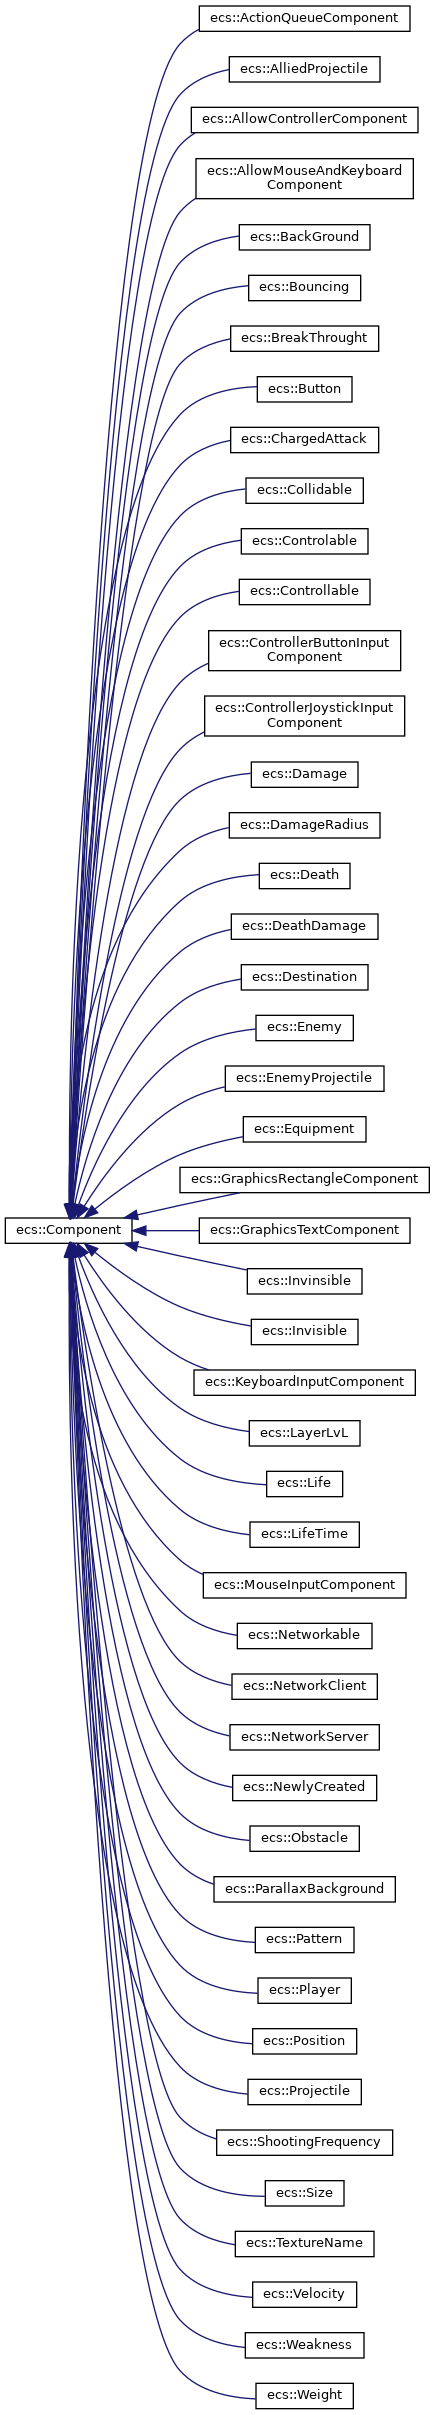 ecs::ActionQueueComponent
ecs::AlliedProjectile
ecs::AllowControllerComponent
ecs::AllowMouseAndKeyboard
Component
ecs::BackGround
ecs::Bouncing
ecs::BreakThrought
ecs::Button
ecs::ChargedAttack
ecs::Collidable
ecs::Controlable
ecs::Controllable
ecs::ControllerButtonInput
Component
ecs::ControllerJoystickInput
Component
ecs::Damage
ecs::DamageRadius
ecs::Death
ecs::DeathDamage
ecs::Destination
ecs::Enemy
ecs::EnemyProjectile
ecs::Equipment
ecs::GraphicsRectangleComponent
ecs::Component
ecs::GraphicsTextComponent
ecs::Invinsible
ecs::Invisible
ecs::KeyboardInputComponent
ecs::LayerLvL
ecs::Life
ecs::LifeTime
ecs::MouseInputComponent
ecs::Networkable
ecs::NetworkClient
ecs::NetworkServer
ecs::NewlyCreated
ecs::Obstacle
ecs::ParallaxBackground
ecs::Pattern
ecs::Player
ecs::Position
ecs::Projectile
ecs::ShootingFrequency
ecs::Size
ecs::TextureName
ecs::Velocity
ecs::Weakness
ecs::Weight